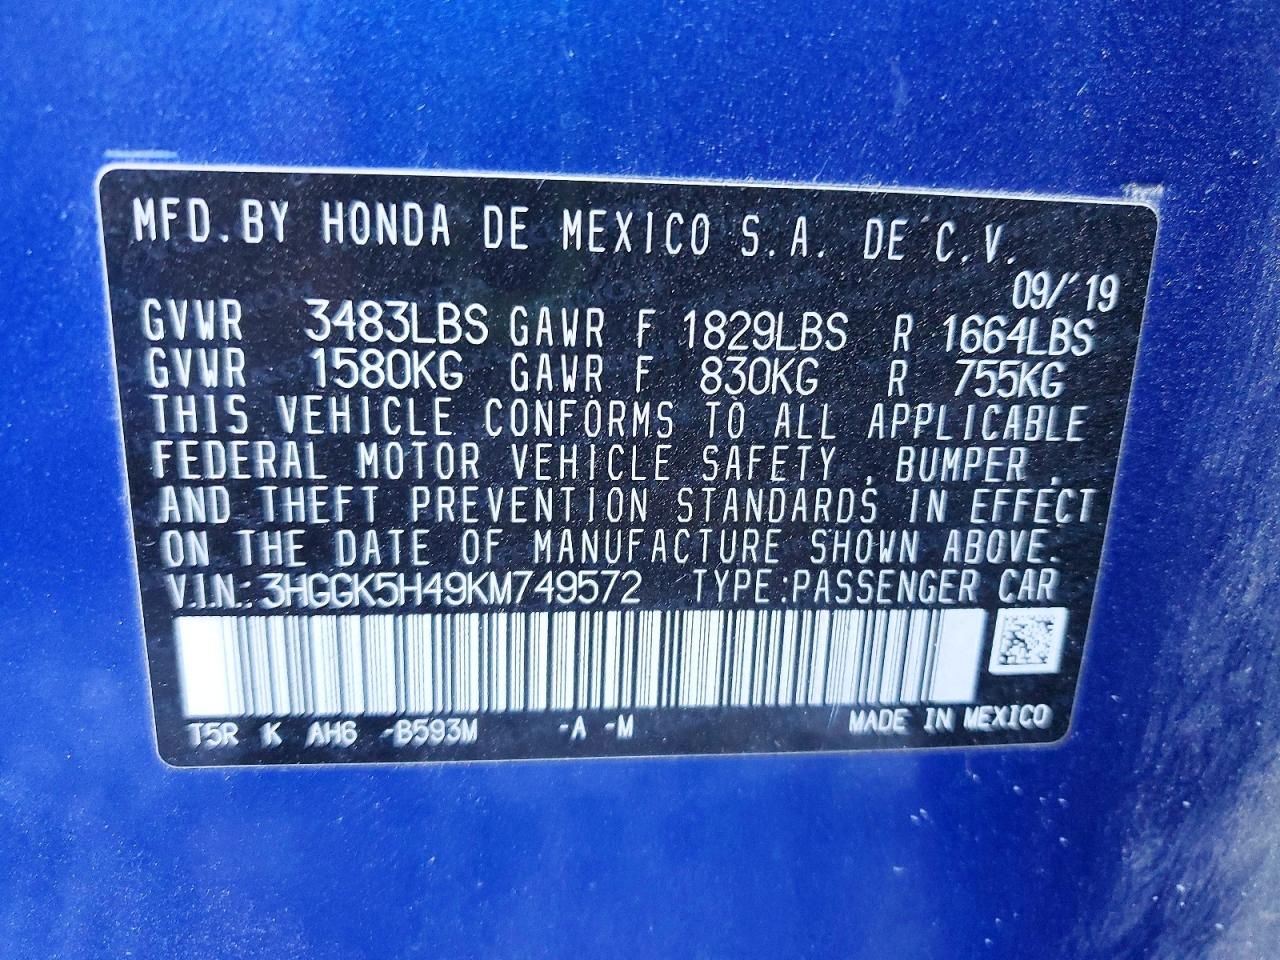 MFD.BY HONDA DE MEXICO S.A. DE C.V.
09/'19
GVWR 3483LBS GAWR F 1829LBS R 1664LBS
GVWR 1580KG GAWR F 830KG R 755KG
THIS VEHICLE CONFORMS TO ALL APPLICABLE
FEDERAL MOTOR VEHICLE SAFETY , BUMPER ,
AND THEFT PREVENTION STANDARDS IN EFFECT
ON THE DATE OF MANUFACTURE SHOWN ABOVE.
V.I.N.: 3HGGK5H49KM749572 TYPE:PASSENGER CAR
T5R K AH6 -B593M -A -M MADE IN MEXICO